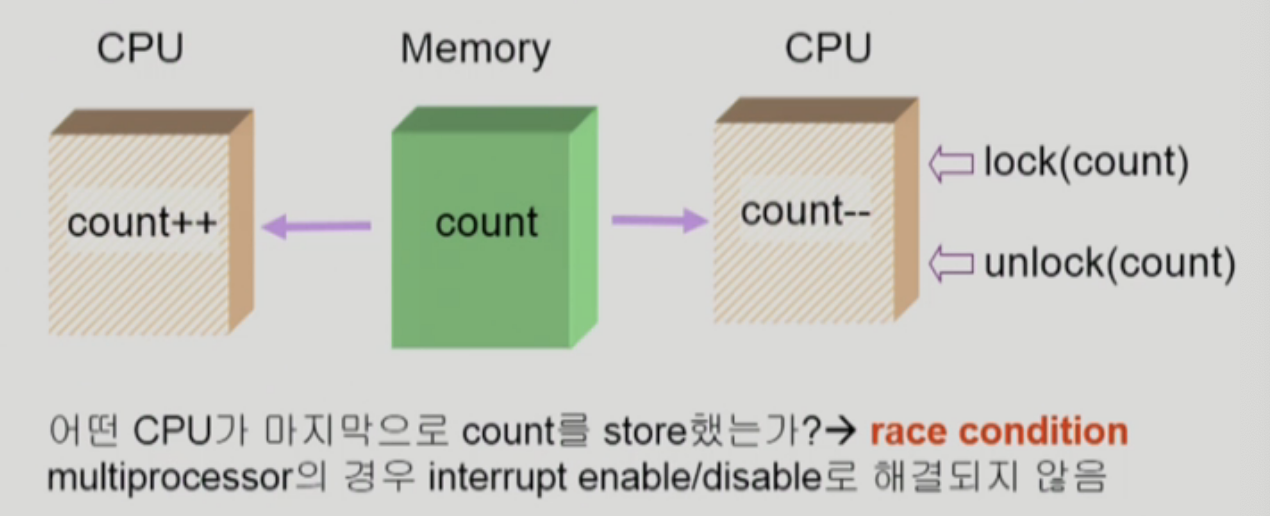 CPU Memory CPU
count++ count count--
lock(count)
unlock(count)
어떤 CPU가 마지막으로 count를 store했는가?→ race condition
multiprocessor의 경우 interrupt enable/disable로 해결되지 않음